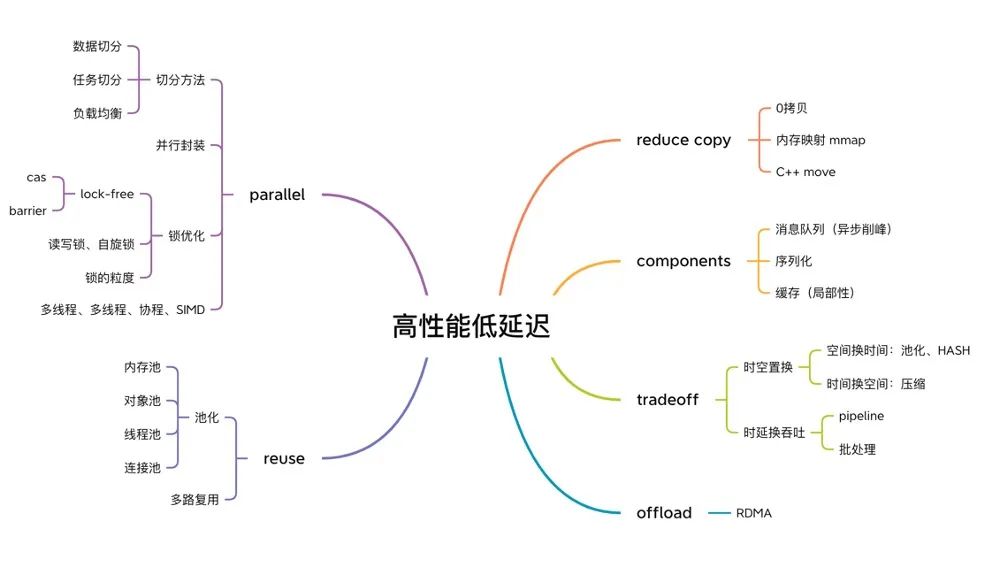 高性能低延迟
parallel
切分方法
数据切分
任务切分
负载均衡
并行封装
锁优化
lock-free
cas
barrier
读写锁、自旋锁
锁的粒度
多线程、多线程、协程、SIMD
reuse
池化
内存池
对象池
线程池
连接池
多路复用
reduce copy
0拷贝
内存映射 mmap
C++ move
components
消息队列（异步削峰）
序列化
缓存（局部性）
tradeoff
时空置换
空间换时间：池化、HASH
时间换空间：压缩
时延换吞吐
pipeline
批处理
offload
RDMA